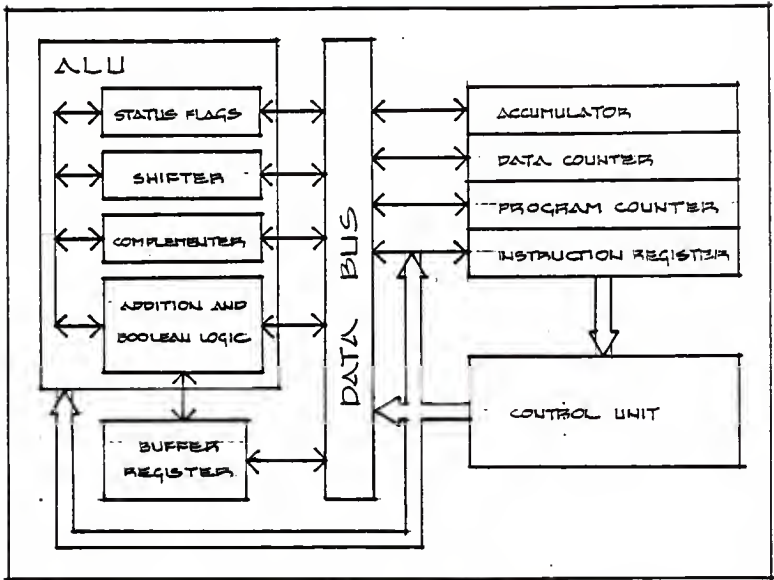 ALU
STATUS FLAGS
SHIFTER
COMPLEMENTER
ADDITION AND
BOOLEAN LOGIC
BUFFER
REGISTER
DATA BUS
ACCUMULATOR
DATA COUNTER
PROGRAM COUNTER
INSTRUCTION REGISTER
CONTROL UNIT